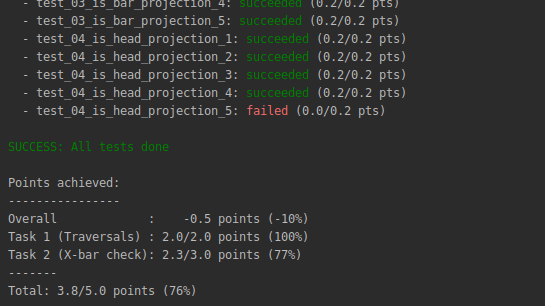 - test_03_is_bar_projection_4: succeeded (0.2/0.2 pts)
- test_03_is_bar_projection_5: succeeded (0.2/0.2 pts)
- test_04_is_head_projection_1: succeeded (0.2/0.2 pts)
- test_04_is_head_projection_2: succeeded (0.2/0.2 pts)
- test_04_is_head_projection_3: succeeded (0.2/0.2 pts)
- test_04_is_head_projection_4: succeeded (0.2/0.2 pts)
- test_04_is_head_projection_5: failed (0.0/0.2 pts)
SUCCESS: All tests done
Points achieved:
----------------
Overall             :    -0.5 points (-10%)
Task 1 (Traversals) : 2.0/2.0 points (100%)
Task 2 (X-bar check): 2.3/3.0 points (77%)
-------
Total: 3.8/5.0 points (76%)